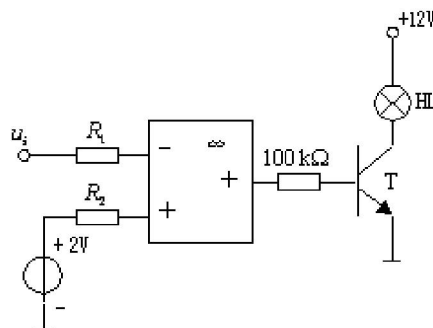 +12V
HL
u_i R_1 - ∞
100 kΩ
+ T
R_2 +
+ 2V
-